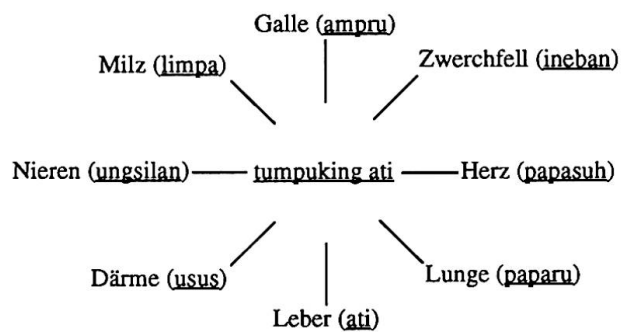 Galle (ampru)
Milz (limpa)
Zwerchfell (ineban)
Nieren (ungsilan)
tumpuking ati
Herz (papasuh)
Därme (usus)
Lunge (paparu)
Leber (ati)